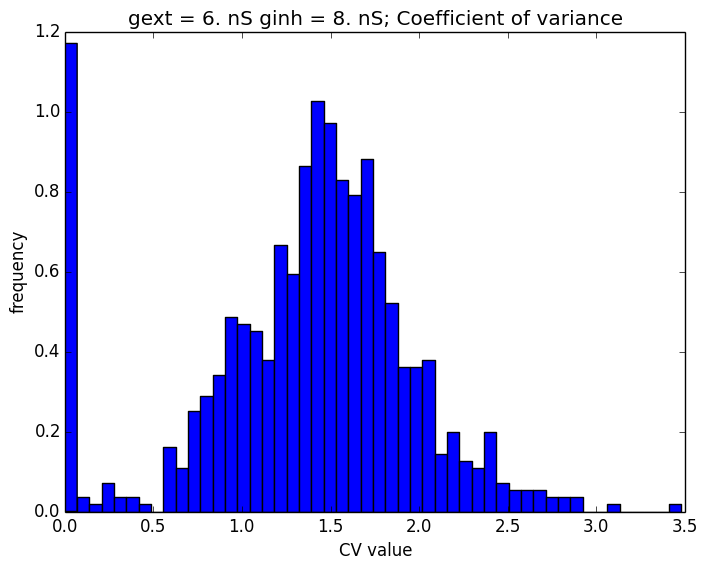 gext = 6. nS ginh = 8. nS; Coefficient of variance
1.2
1.0
0.8
0.6
0.4
0.2
0.0
frequency
0.0 0.5 1.0 1.5 2.0 2.5 3.0 3.5
CV value